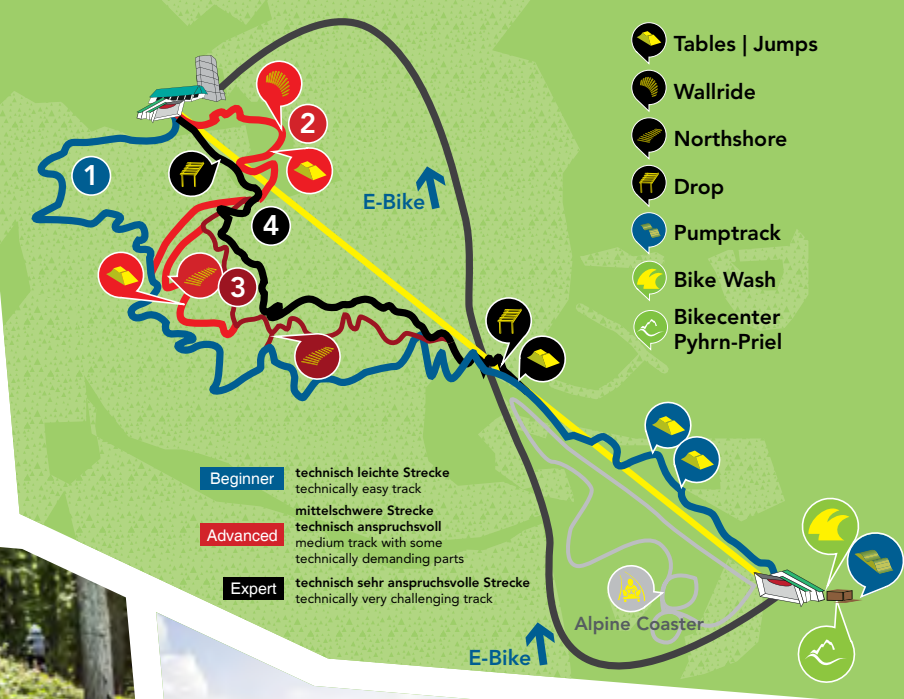 Tables | Jumps
Wallride
Northshore
Drop
Pumptrack
Bike Wash
Bikecenter
Pyhrn-Priel
2
1
E-Bike
4
3
Beginner
technisch leichte Strecke
technically easy track
Advanced
mittelschwere Strecke
technisch anspruchsvoll
medium track with some
technically demanding parts
Expert
technisch sehr anspruchsvolle Strecke
technically very challenging track
Alpine Coaster
E-Bike